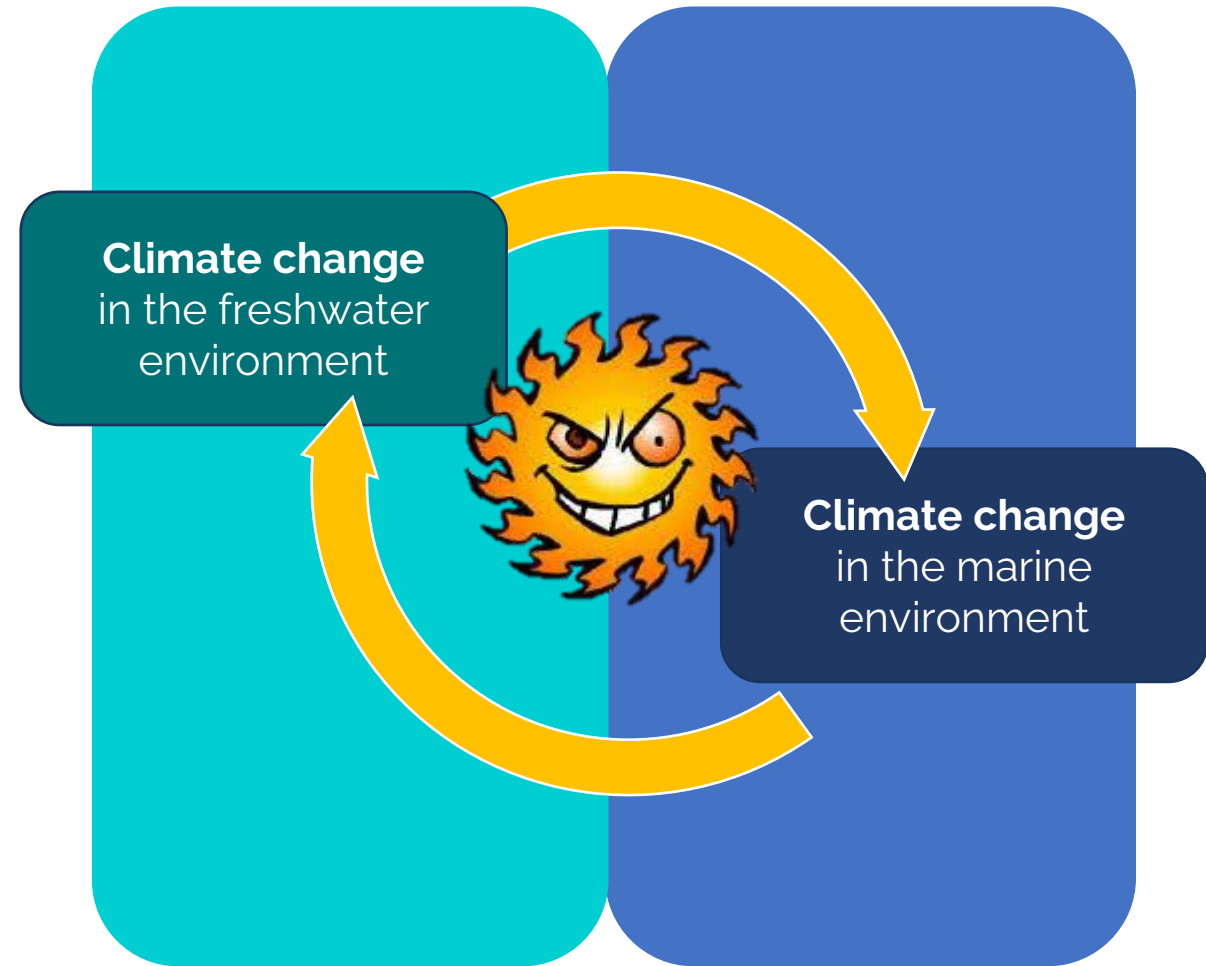 Climate change
in the freshwater
environment
Climate change
in the marine
environment